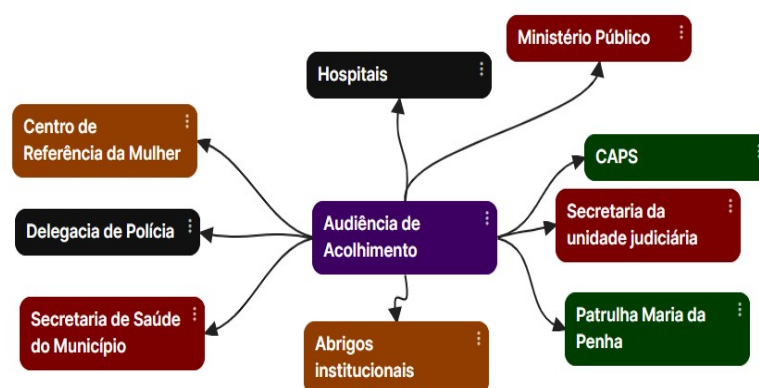 Ministério Público
Hospitais
Centro de
Referência da Mulher
CAPS
Audiência de
Acolhimento
Secretaria da
unidade judiciária
Delegacia de Polícia
Secretaria de Saúde
do Município
Abrigos
institucionais
Patrulha Maria da
Penha